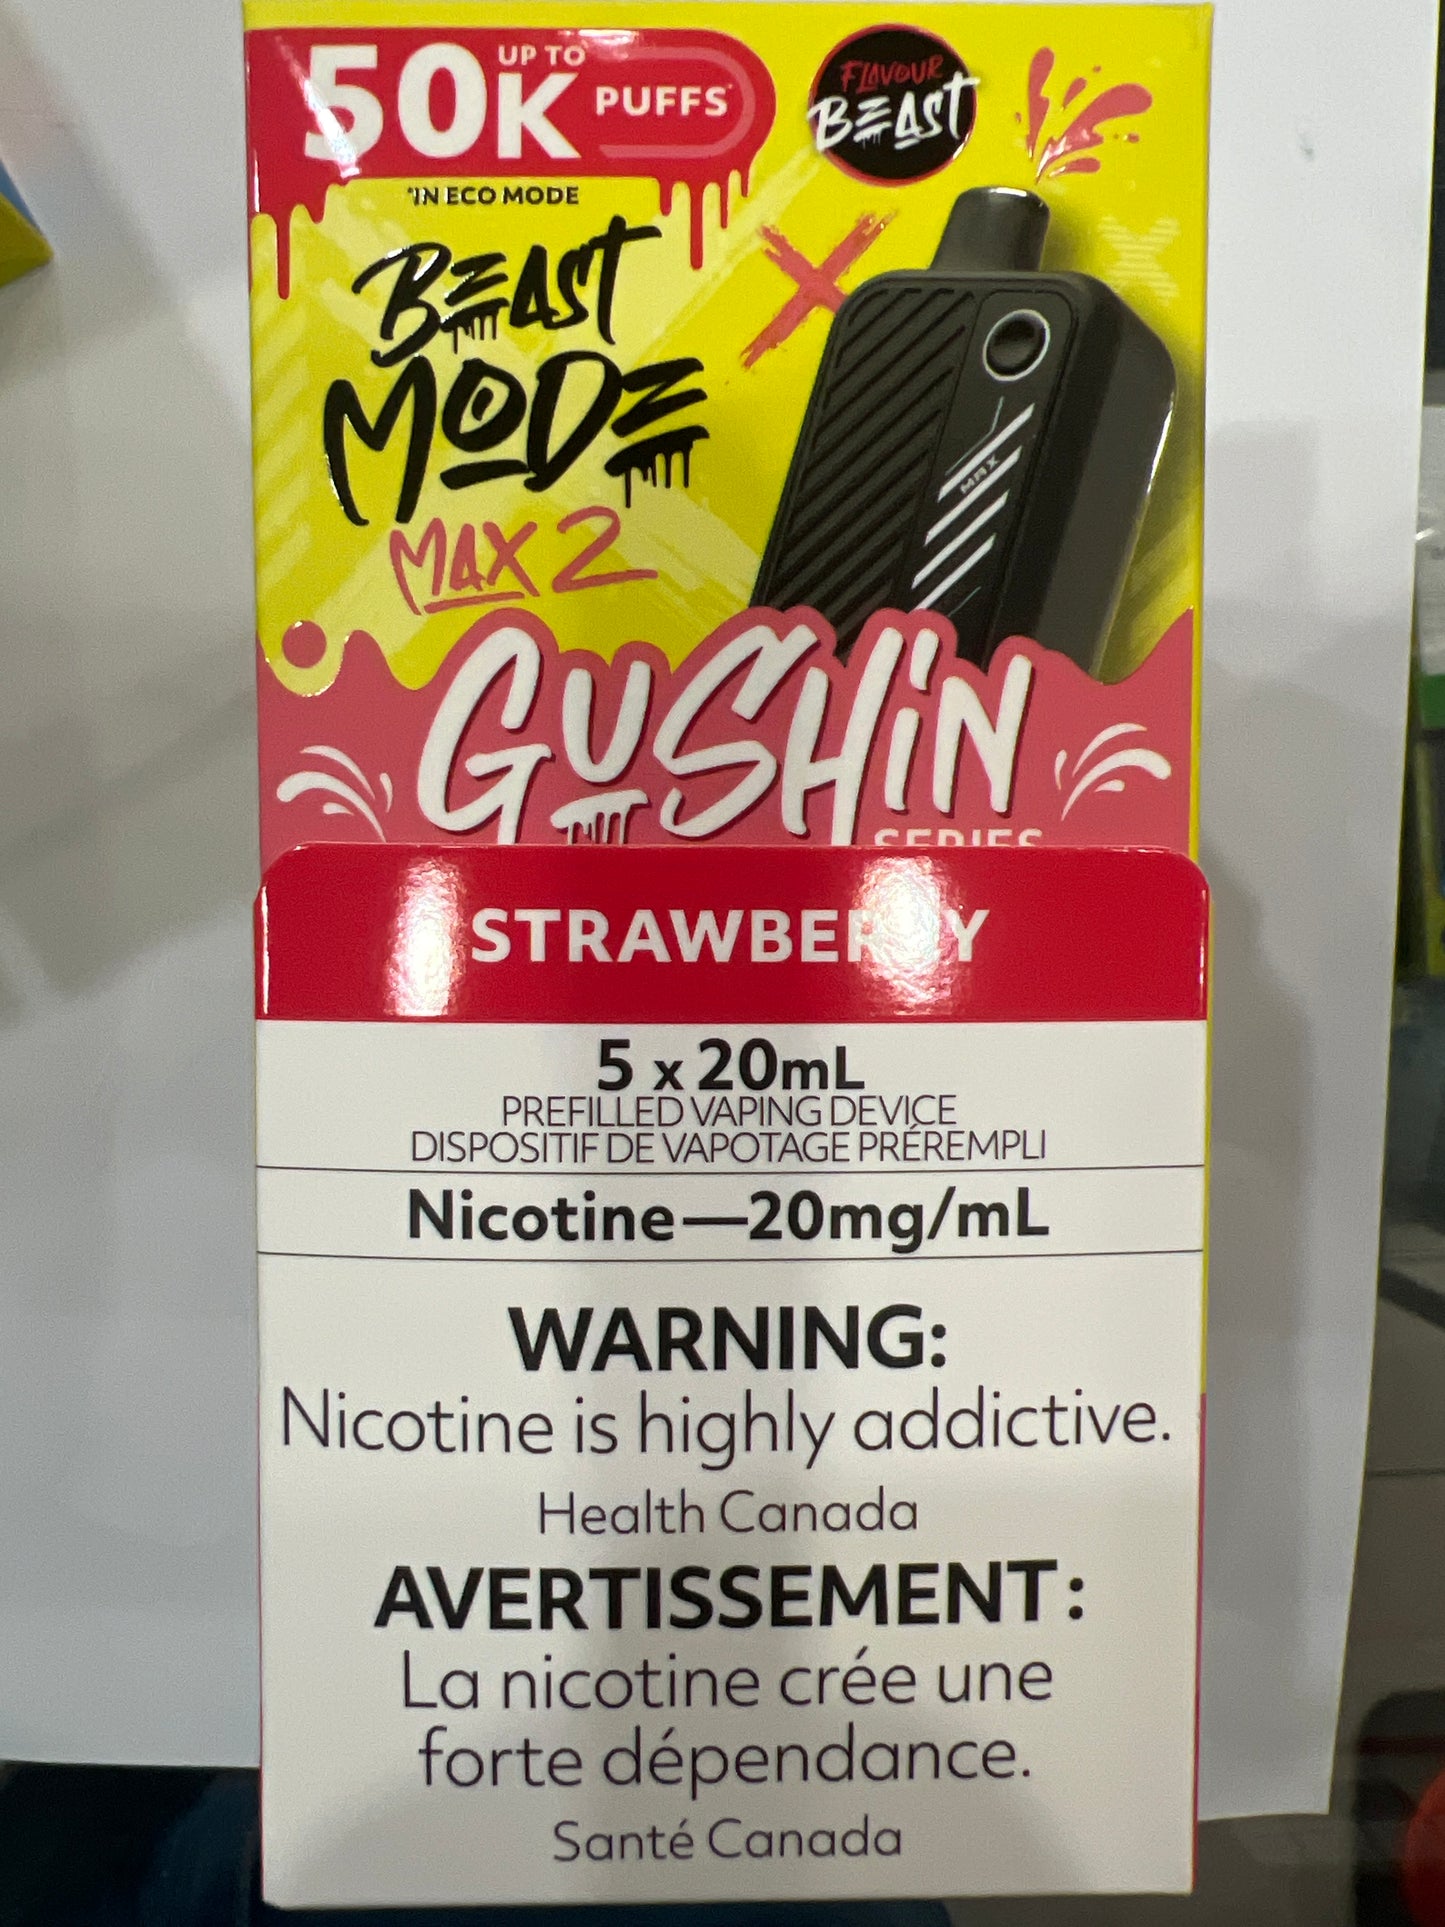 UP TO
50K PUFFS*
*IN ECO MODE
FLAVOUR
BEAST
BEAST
MODE
MAX 2
MAX
GUSHiN
SERIES
STRAWBERRY
5 x 20mL
PREFILLED VAPING DEVICE
DISPOSITIF DE VAPOTAGE PRÉREMPLI
Nicotine—20mg/mL
WARNING:
Nicotine is highly addictive.
Health Canada
AVERTISSEMENT :
La nicotine crée une
forte dépendance.
Santé Canada